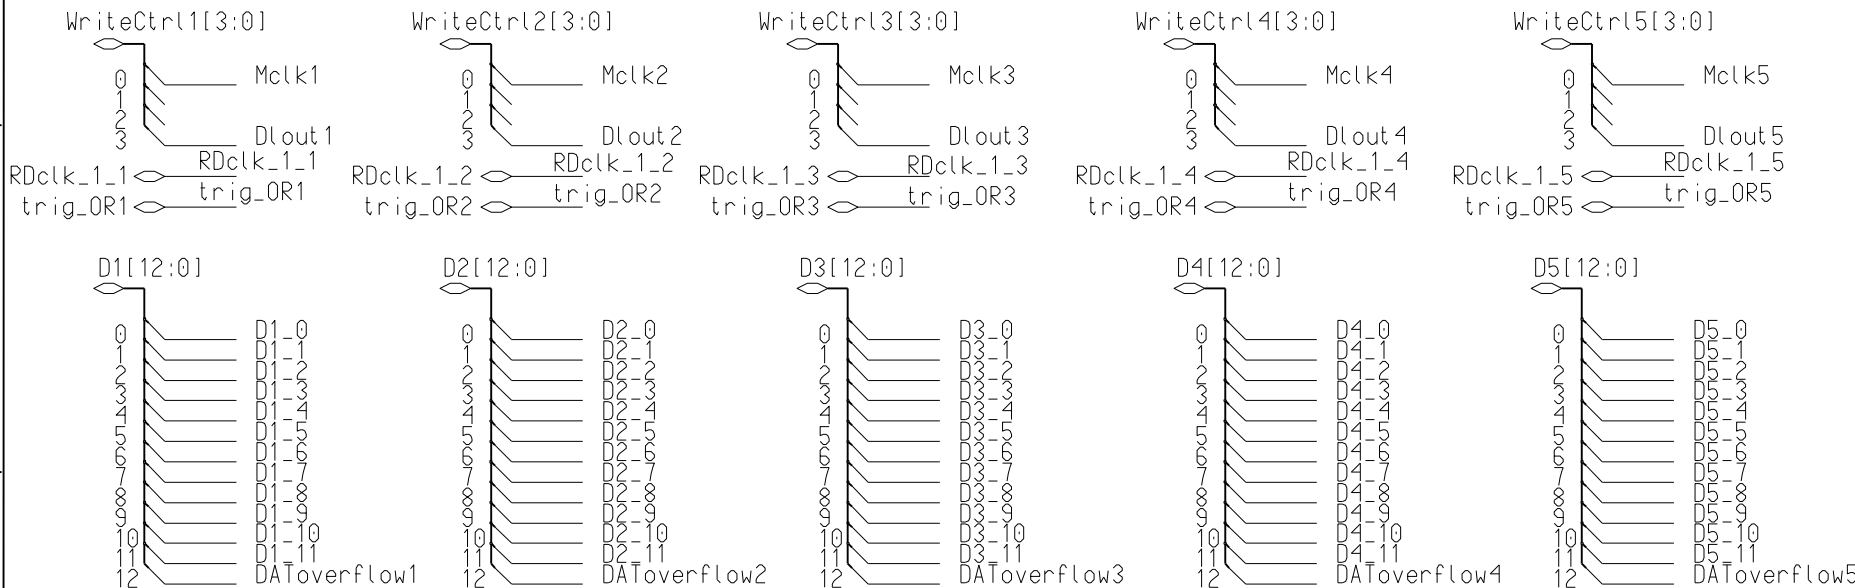 WriteCtrl1[3:0] WriteCtrl2[3:0] WriteCtrl3[3:0] WriteCtrl4[3:0] WriteCtrl5[3:0]
0 Mclk1 0 Mclk2 0 Mclk3 0 Mclk4 0 Mclk5
1 1 1 1 1
2 2 2 2 2
3 Dlout1 3 Dlout2 3 Dlout3 3 Dlout4 3 Dlout5
RDclk_1_1 RDclk_1_1 RDclk_1_2 RDclk_1_2 RDclk_1_3 RDclk_1_3 RDclk_1_4 RDclk_1_4 RDclk_1_5 RDclk_1_5
trig_OR1 trig_OR1 trig_OR2 trig_OR2 trig_OR3 trig_OR3 trig_OR4 trig_OR4 trig_OR5 trig_OR5
D1[12:0] D2[12:0] D3[12:0] D4[12:0] D5[12:0]
0 D1_0 0 D2_0 0 D3_0 0 D4_0 0 D5_0
1 D1_1 1 D2_1 1 D3_1 1 D4_1 1 D5_1
2 D1_2 2 D2_2 2 D3_2 2 D4_2 2 D5_2
3 D1_3 3 D2_3 3 D3_3 3 D4_3 3 D5_3
4 D1_4 4 D2_4 4 D3_4 4 D4_4 4 D5_4
5 D1_5 5 D2_5 5 D3_5 5 D4_5 5 D5_5
6 D1_6 6 D2_6 6 D3_6 6 D4_6 6 D5_6
7 D1_7 7 D2_7 7 D3_7 7 D4_7 7 D5_7
8 D1_8 8 D2_8 8 D3_8 8 D4_8 8 D5_8
9 D1_9 9 D2_9 9 D3_9 9 D4_9 9 D5_9
10 D1_10 10 D2_10 10 D3_10 10 D4_10 10 D5_10
11 D1_11 11 D2_11 11 D3_11 11 D4_11 11 D5_11
12 DAToverflow1 12 DAToverflow2 12 DAToverflow3 12 DAToverflow4 12 DAToverflow5